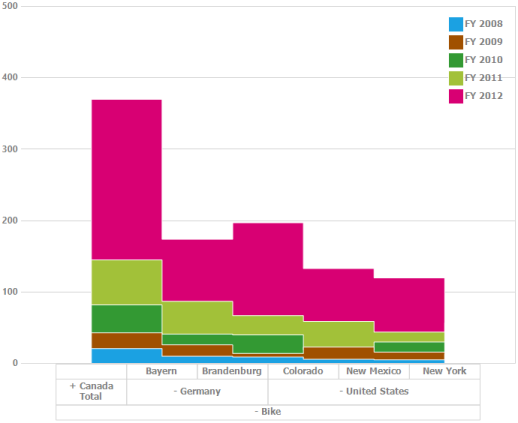 500
FY 2008
FY 2009
400
FY 2010
FY 2011
FY 2012
300
200
100
0
Bayern Brandenburg Colorado New Mexico New York
+ Canada
Total
- Germany
- United States
- Bike